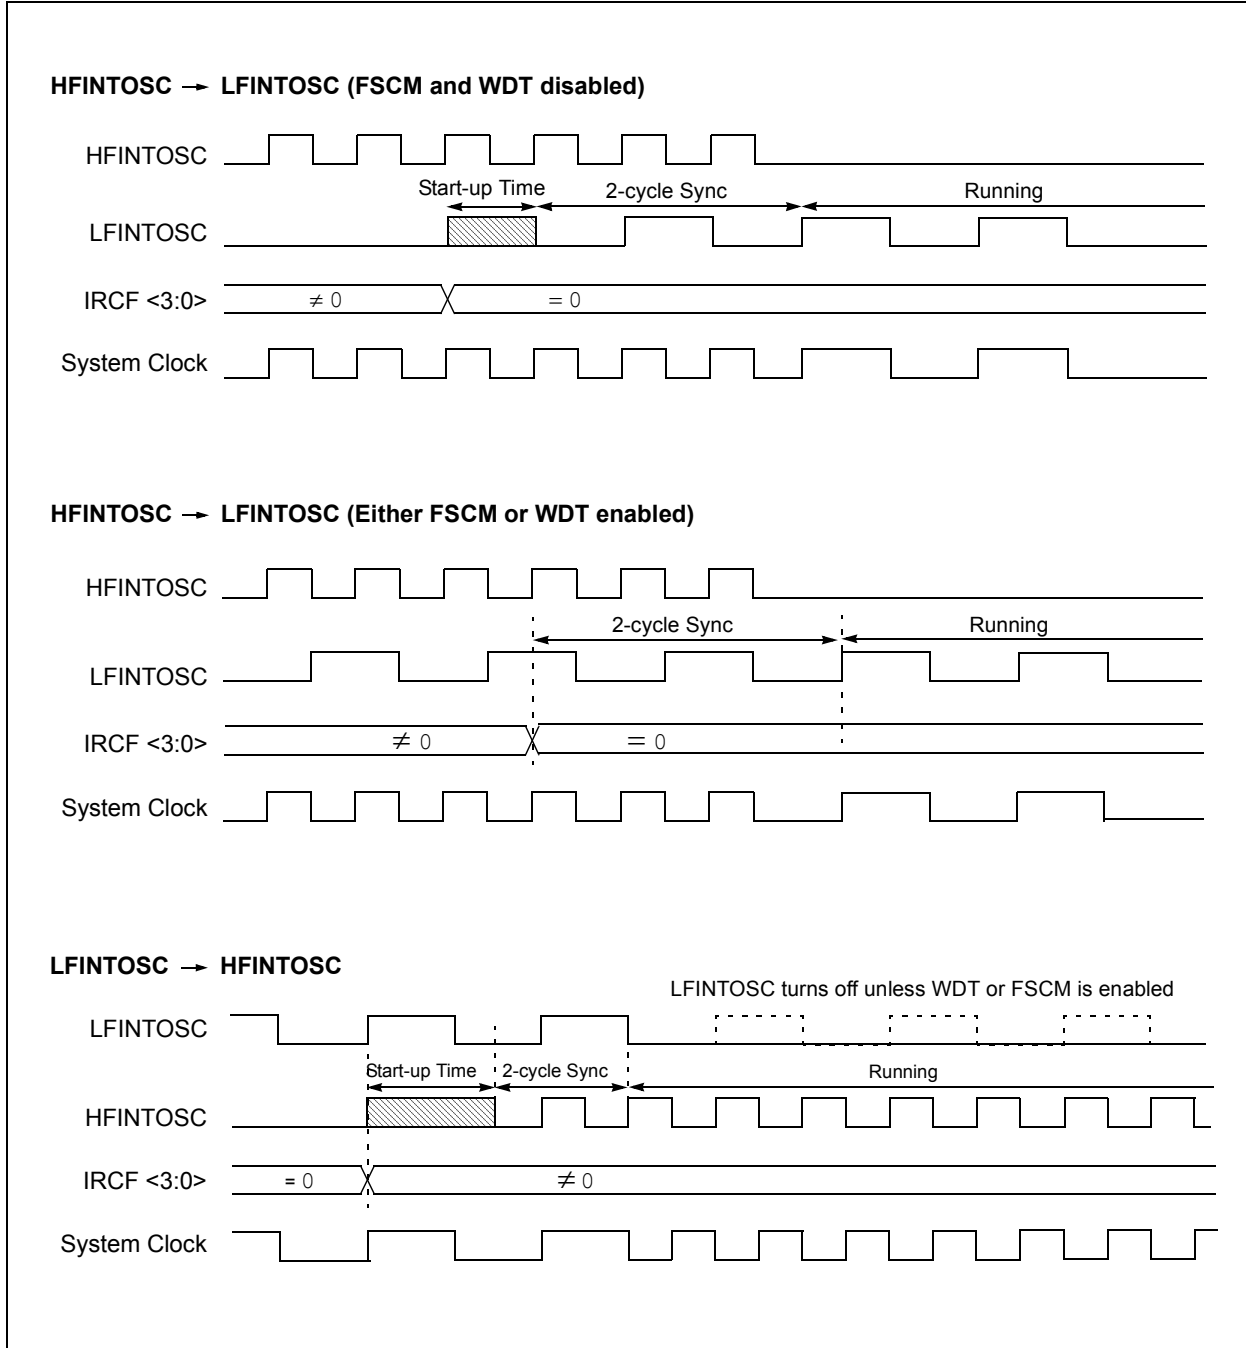 HFINTOSC → LFINTOSC (FSCM and WDT disabled)
HFINTOSC
Start-up Time 2-cycle Sync Running
LFINTOSC
IRCF <3:0> ≠ 0 = 0
System Clock
HFINTOSC → LFINTOSC (Either FSCM or WDT enabled)
HFINTOSC
2-cycle Sync Running
LFINTOSC
IRCF <3:0> ≠ 0 = 0
System Clock
LFINTOSC → HFINTOSC
LFINTOSC turns off unless WDT or FSCM is enabled
LFINTOSC
Start-up Time 2-cycle Sync Running
HFINTOSC
IRCF <3:0> = 0 ≠ 0
System Clock